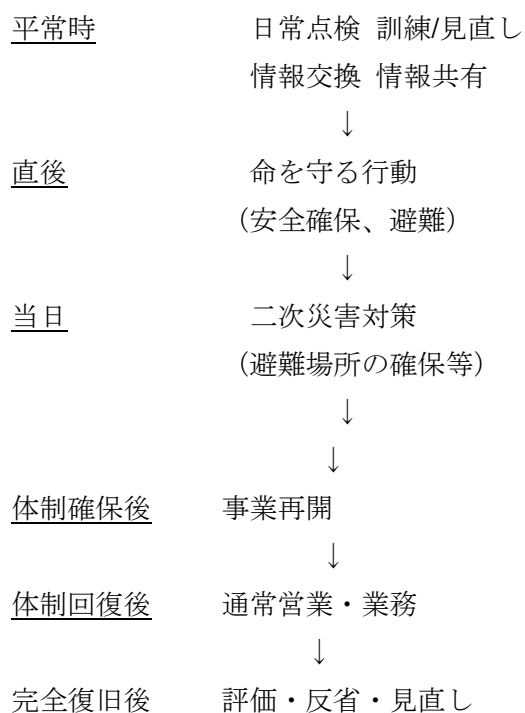 平常時 日常点検 訓練/見直し
情報交換 情報共有
↓
直後 命を守る行動
（安全確保、避難）
↓
当日 二次災害対策
（避難場所の確保等）
↓
↓
体制確保後 事業再開
↓
体制回復後 通常営業・業務
↓
完全復旧後 評価・反省・見直し